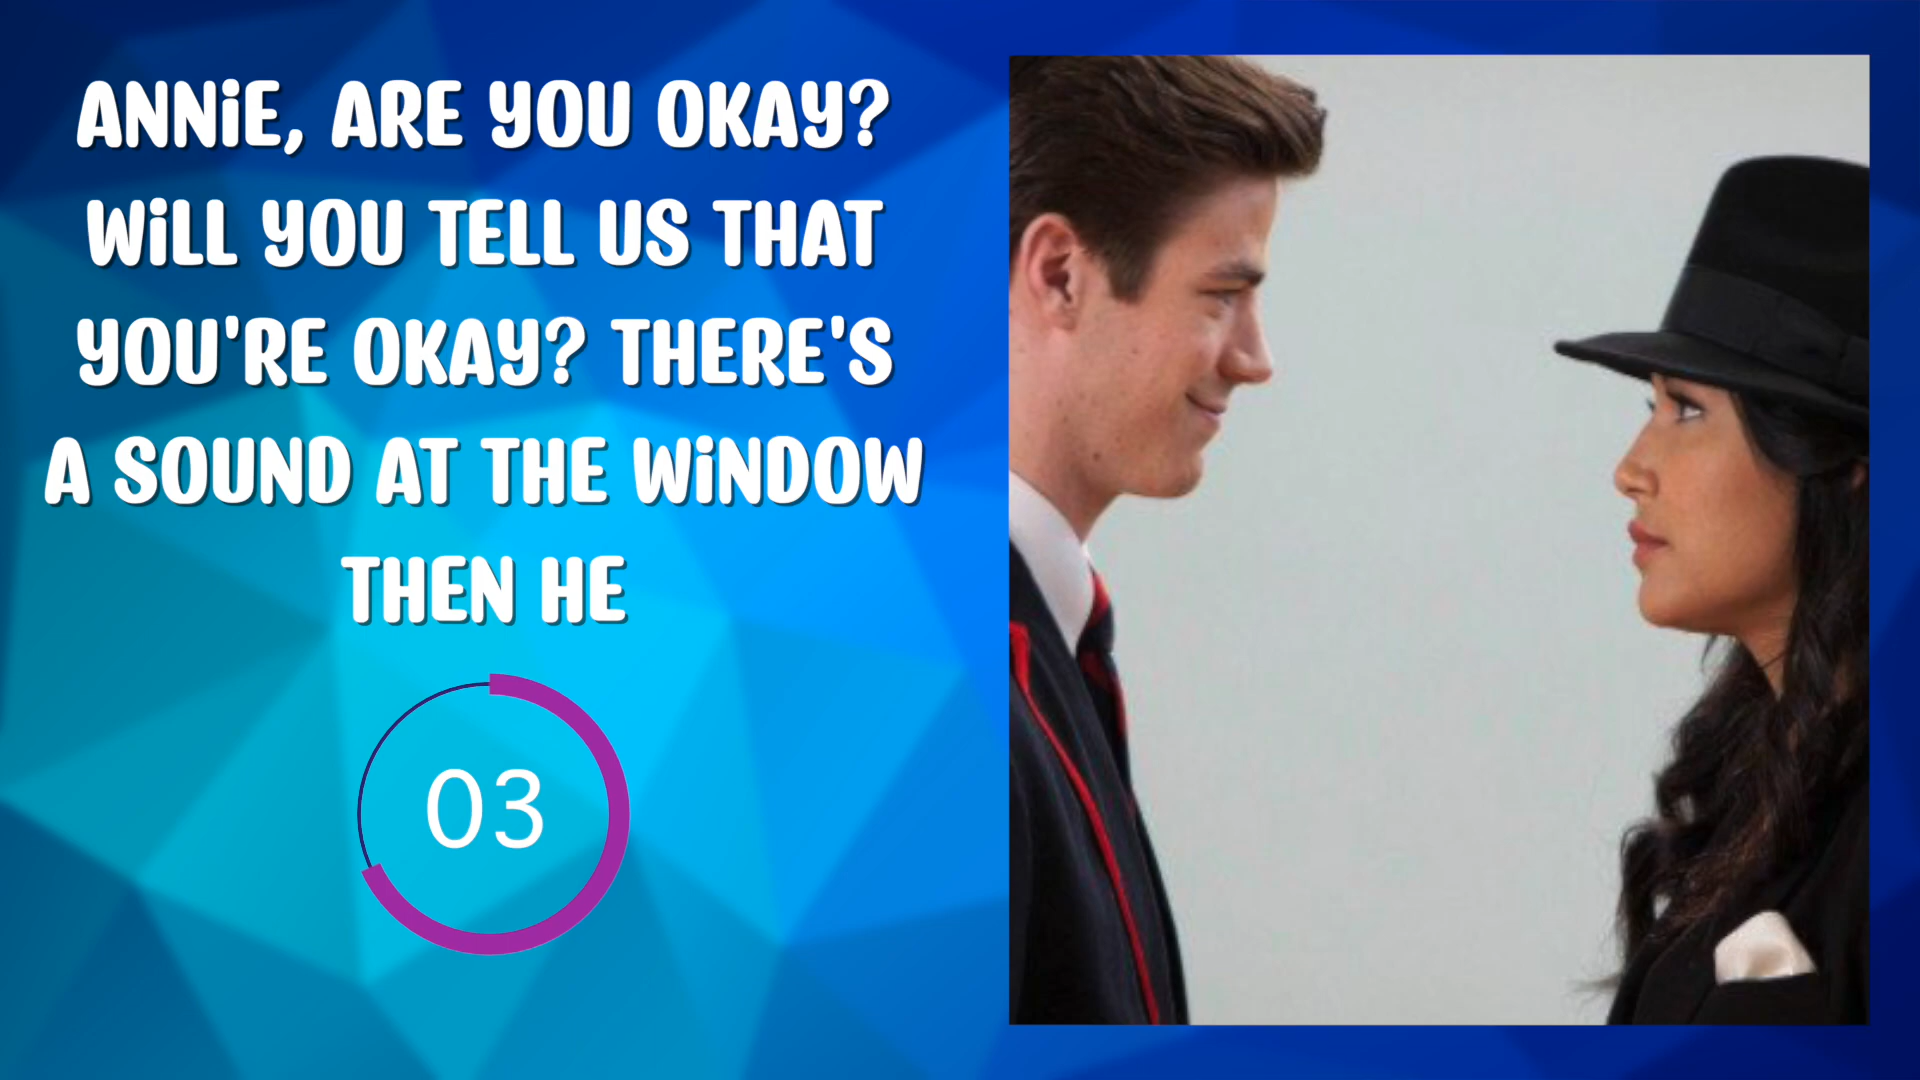 ANNiE, ARE YOU OKAY?
WiLL YOU TELL US THAT
YOU'RE OKAY? THERE'S
A SOUND AT THE WiNDOW
THEN HE
03